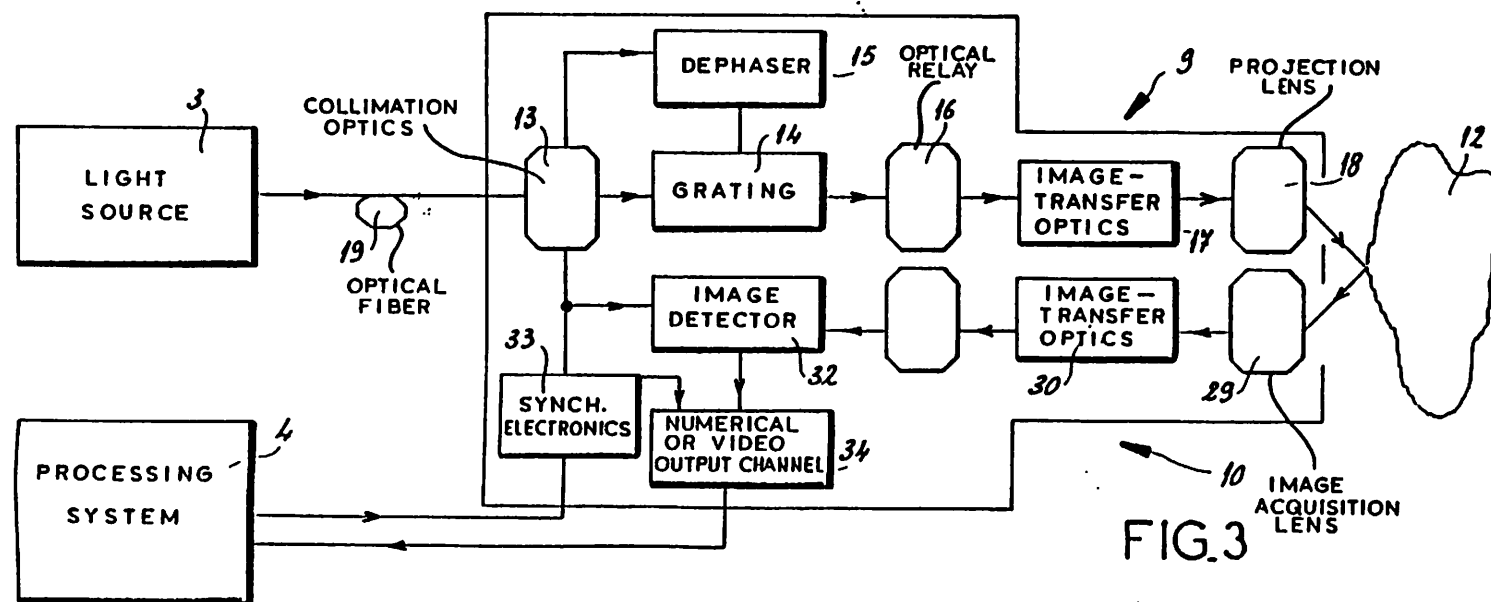 3
LIGHT
SOURCE
19
OPTICAL
FIBER
COLLIMATION
OPTICS
13
DEPHASER
15
14
GRATING
OPTICAL
RELAY
16
9
IMAGE-
TRANSFER
OPTICS
17
PROJECTION
LENS
18
12
IMAGE
DETECTOR
32
IMAGE-
TRANSFER
OPTICS
30
29
33
SYNCH.
ELECTRONICS
NUMERICAL
OR VIDEO
OUTPUT CHANNEL
34
4
PROCESSING
SYSTEM
10
IMAGE
ACQUISITION
LENS
FIG.3